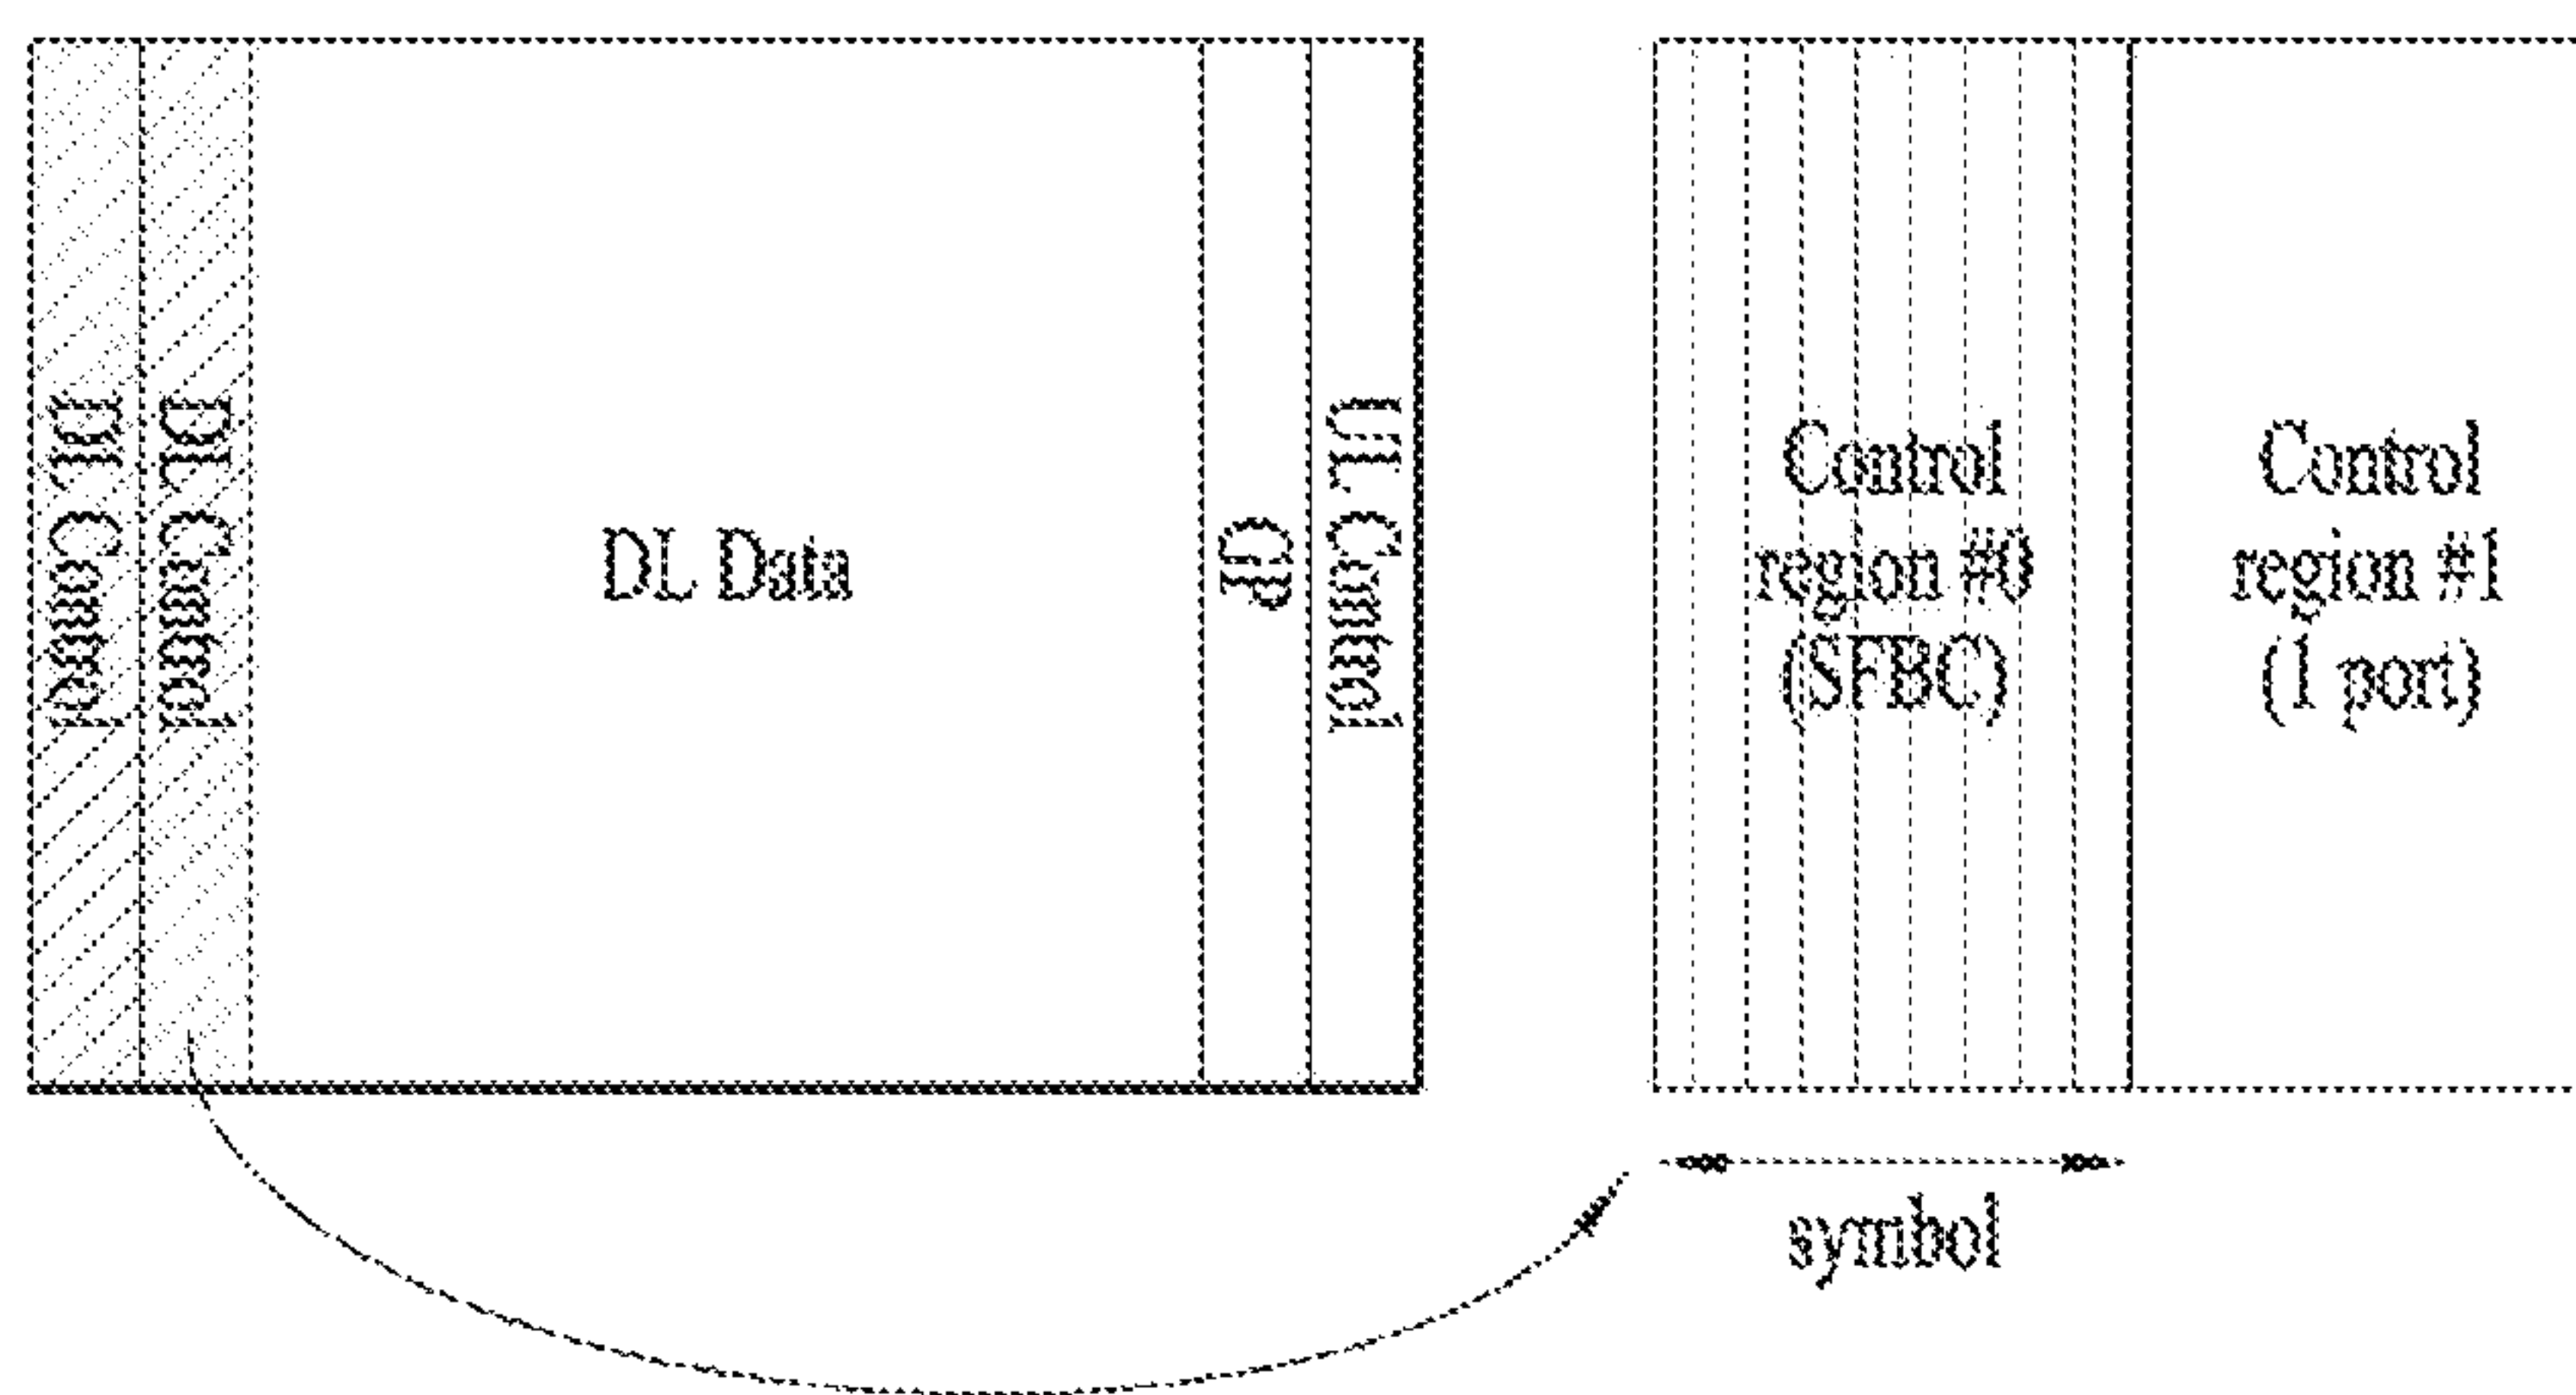 DL Control
DL Control
DL Data
GP
UL Control
Control
region #0
(SFBC)
Control
region #1
(1 port)
symbol